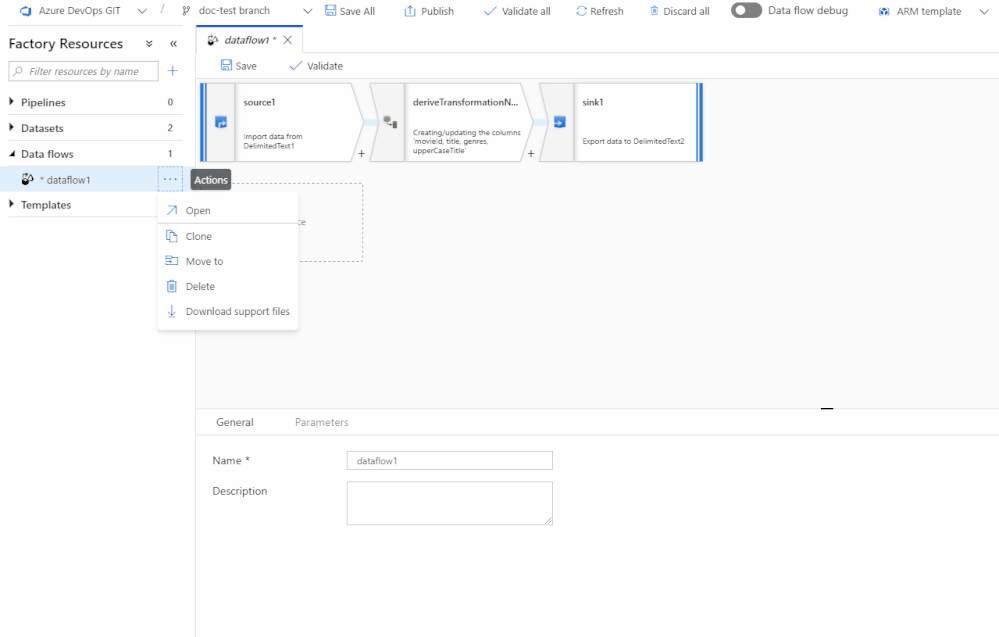 Azure DevOps GIT / doc-test branch Save All Publish Validate all Refresh Discard all Data flow debug ARM template
Factory Resources
Filter resources by name
Pipelines 0
Datasets 2
Data flows 1
* dataflow1 ...
Templates
Actions
Open
Clone
Move to
Delete
Download support files
dataflow1 *
Save Validate
source1
Import data from
DelimitedText1
+
deriveTransformationN...
Creating/updating the columns
'movieId, title, genres,
upperCaseTitle'
+
sink1
Export data to DelimitedText2
General Parameters
Name * dataflow1
Description